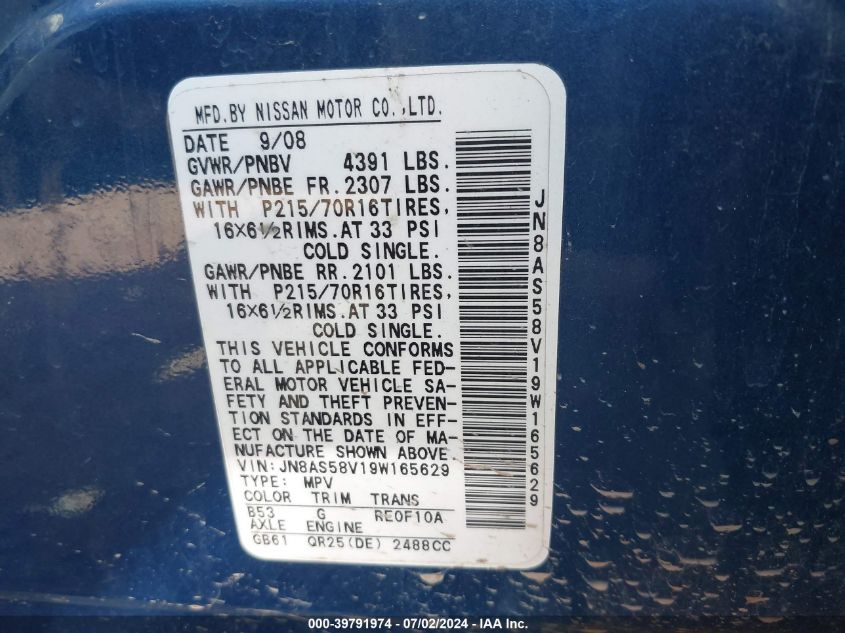 MFD.BY NISSAN MOTOR CO.,LTD.
DATE 9/08
GVWR/PNBV 4391 LBS.
GAWR/PNBE FR.2307 LBS.
WITH P215/70R16TIRES,
16X6½RIMS.AT 33 PSI
COLD SINGLE.
GAWR/PNBE RR.2101 LBS.
WITH P215/70R16TIRES,
16X6½RIMS.AT 33 PSI
COLD SINGLE.
THIS VEHICLE CONFORMS
TO ALL APPLICABLE FED-
ERAL MOTOR VEHICLE SA-
FETY AND THEFT PREVEN-
TION STANDARDS IN EFF-
ECT ON THE DATE OF MA-
NUFACTURE SHOWN ABOVE
VIN:JN8AS58V19W165629
TYPE: MPV
COLOR TRIM TRANS
B53 G RE0F10A
AXLE ENGINE
GB61 QR25(DE) 2488CC
JN8AS58V19W165629
000-39791974 - 07/02/2024 - IAA Inc.